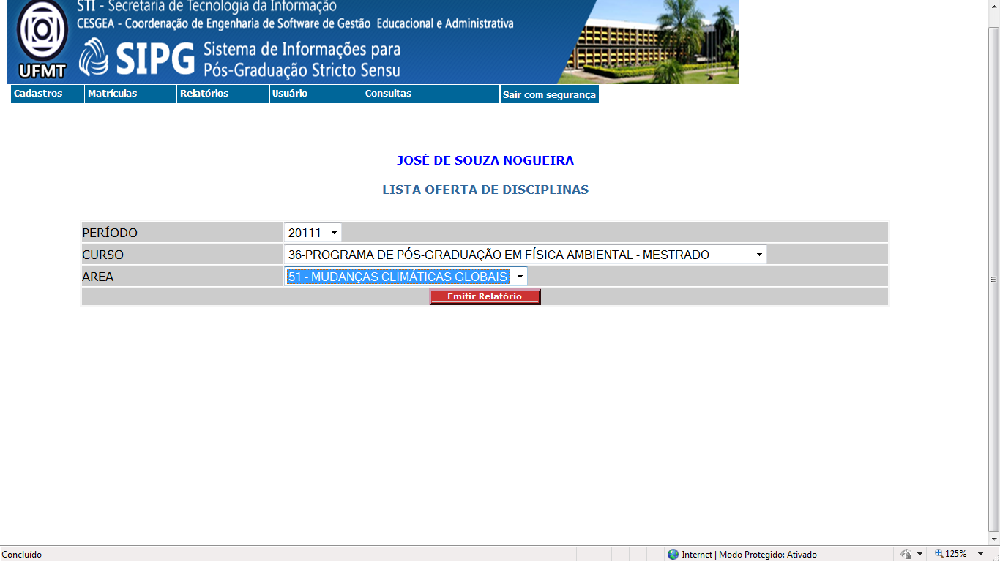 STI - Secretaria de Tecnologia da Informação
CESGEA - Coordenação de Engenharia de Software de Gestão Educacional e Administrativa
UFMT
SIPG
Sistema de Informações para
Pós-Graduação Stricto Sensu
Cadastros Matrículas Relatórios Usuário Consultas Sair com segurança
JOSÉ DE SOUZA NOGUEIRA
LISTA OFERTA DE DISCIPLINAS
PERÍODO 20111
CURSO 36-PROGRAMA DE PÓS-GRADUAÇÃO EM FÍSICA AMBIENTAL - MESTRADO
AREA 51 - MUDANÇAS CLIMÁTICAS GLOBAIS
Emitir Relatório
Concluído Internet | Modo Protegido: Ativado 125%